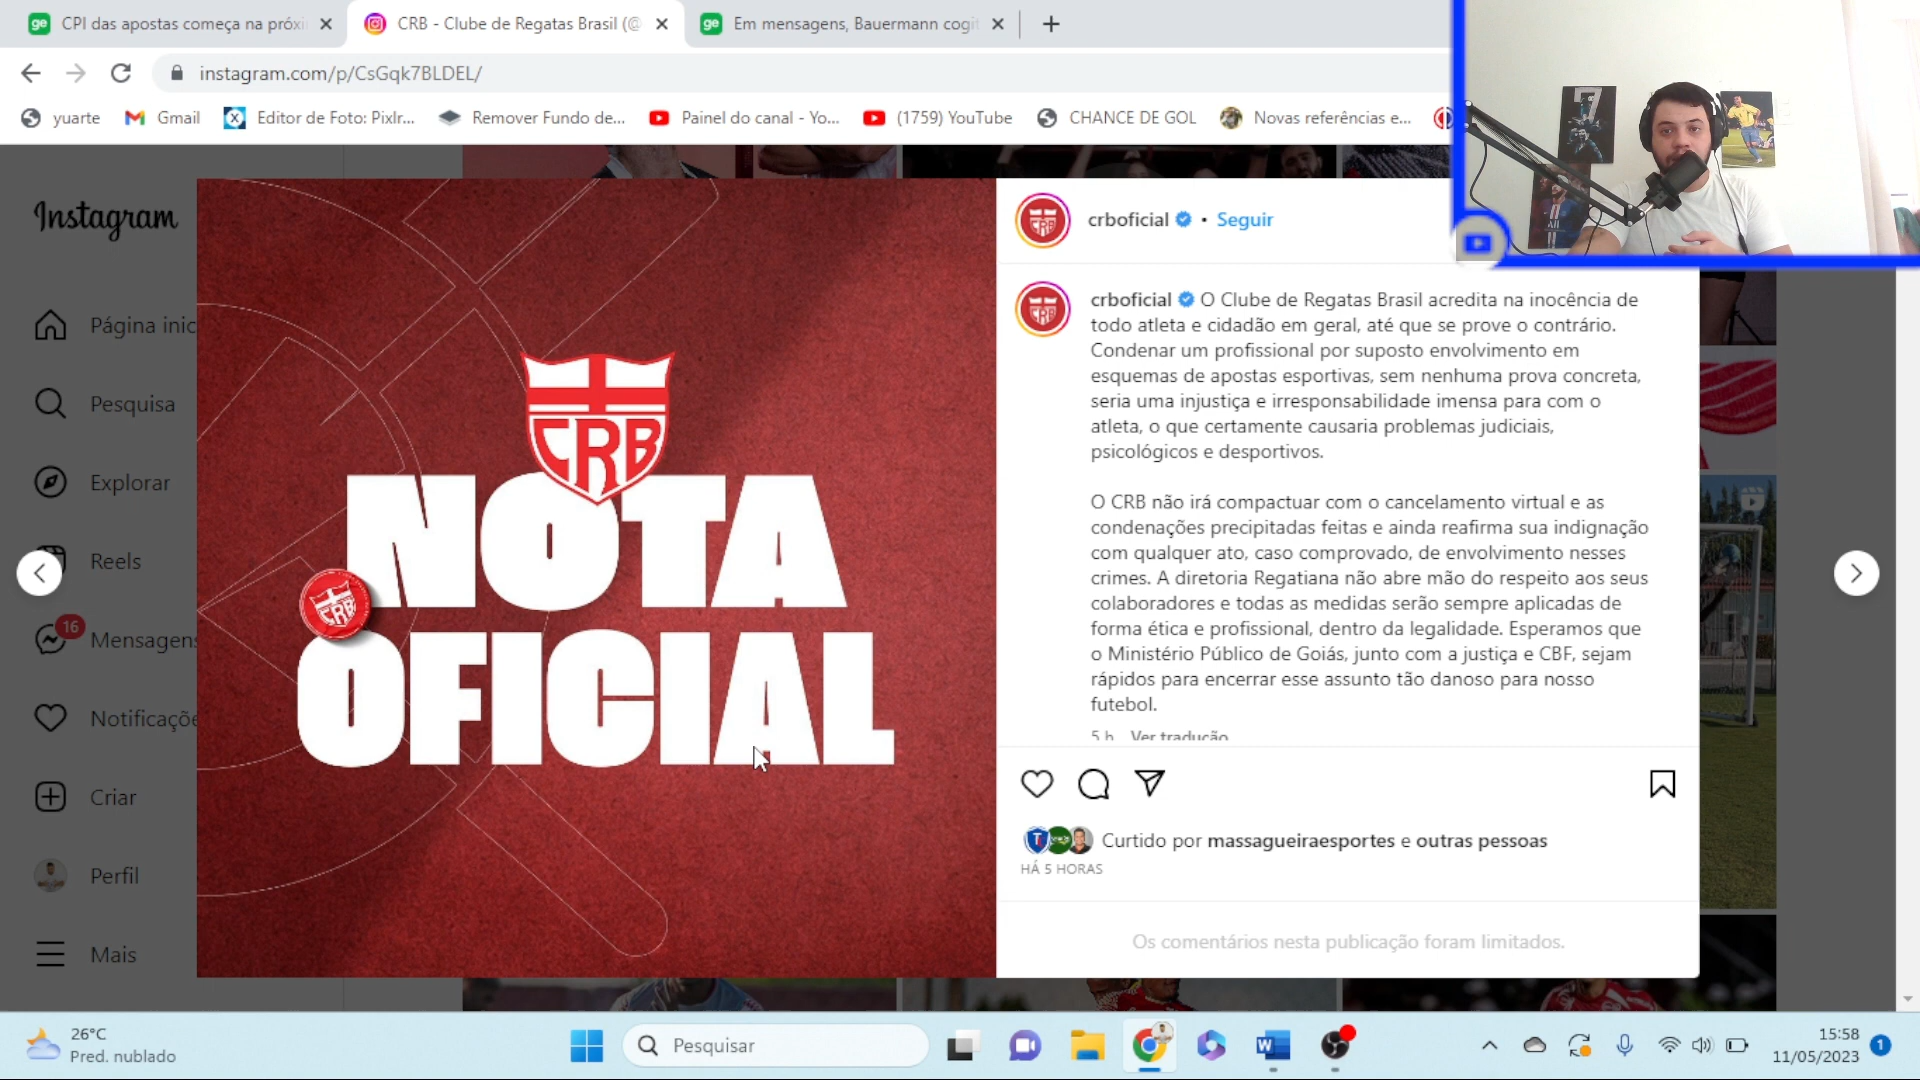 CPI das apostas começa na próxi
CRB - Clube de Regatas Brasil (@
Em mensagens, Bauermann cogi
instagram.com/p/CsGqk7BLDEL/
yuarte
Gmail
Editor de Foto: Pixlr...
Remover Fundo de...
Painel do canal - Yo...
(1759) YouTube
CHANCE DE GOL
Novas referências e...
Instagram
Página inic
Pesquisa
Explorar
Reels
16
Mensagens
Notificaçõe
Criar
Perfil
Mais
CRB
NOTA
CRB
OFICIAL
crboficial • Seguir
crboficial O Clube de Regatas Brasil acredita na inocência de
todo atleta e cidadão em geral, até que se prove o contrário.
Condenar um profissional por suposto envolvimento em
esquemas de apostas esportivas, sem nenhuma prova concreta,
seria uma injustiça e irresponsabilidade imensa para com o
atleta, o que certamente causaria problemas judiciais,
psicológicos e desportivos.
O CRB não irá compactuar com o cancelamento virtual e as
condenações precipitadas feitas e ainda reafirma sua indignação
com qualquer ato, caso comprovado, de envolvimento nesses
crimes. A diretoria Regatiana não abre mão do respeito aos seus
colaboradores e todas as medidas serão sempre aplicadas de
forma ética e profissional, dentro da legalidade. Esperamos que
o Ministério Público de Goiás, junto com a justiça e CBF, sejam
rápidos para encerrar esse assunto tão danoso para nosso
futebol.
5 h Ver tradução
Curtido por massagueiraesportes e outras pessoas
HÁ 5 HORAS
Os comentários nesta publicação foram limitados.
26°C
Pred. nublado
Pesquisar
15:58
11/05/2023
1